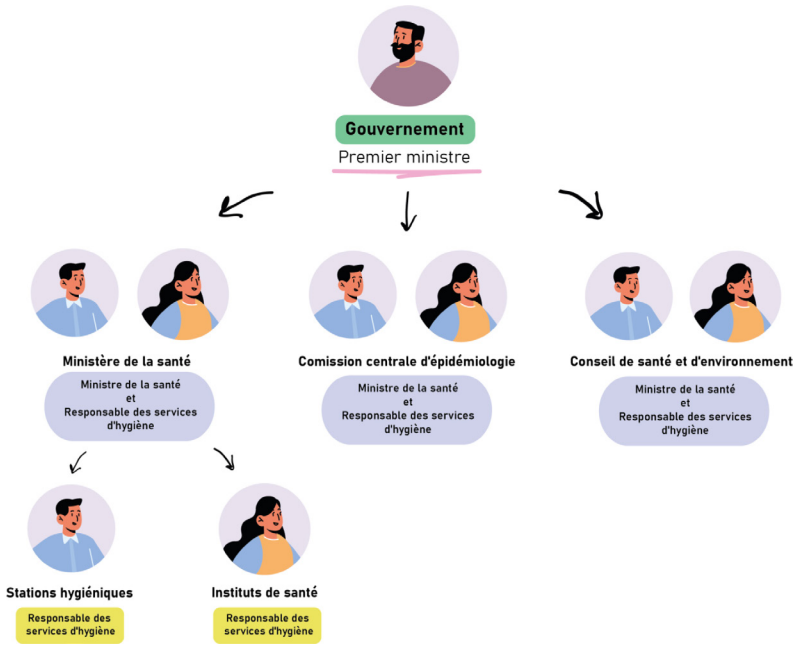 Gouvernement
Premier ministre
Ministère de la santé
Ministre de la santé
et
Responsable des services
d'hygiène
Comission centrale d'épidémiologie
Ministre de la santé
et
Responsable des services
d'hygiène
Conseil de santé et d'environnement
Ministre de la santé
et
Responsable des services
d'hygiène
Stations hygiéniques
Responsable des
services d'hygiène
Instituts de santé
Responsable des
services d'hygiène